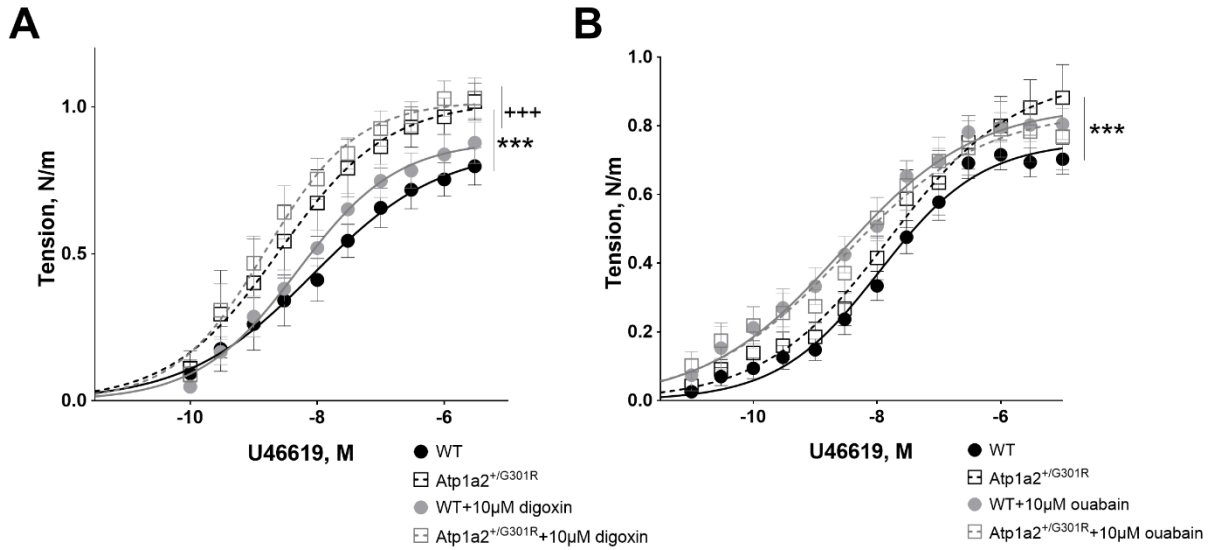 A
Tension, N/m
1.0
0.5
0.0
-10
-8
-6
+++
***
U46619, M
WT
Atp1a2+/G301R
WT+10μM digoxin
Atp1a2+/G301R+10μM digoxin
B
Tension, N/m
1.0
0.8
0.6
0.4
0.2
0.0
-10
-8
-6
***
U46619, M
WT
Atp1a2+/G301R
WT+10μM ouabain
Atp1a2+/G301R+10μM ouabain